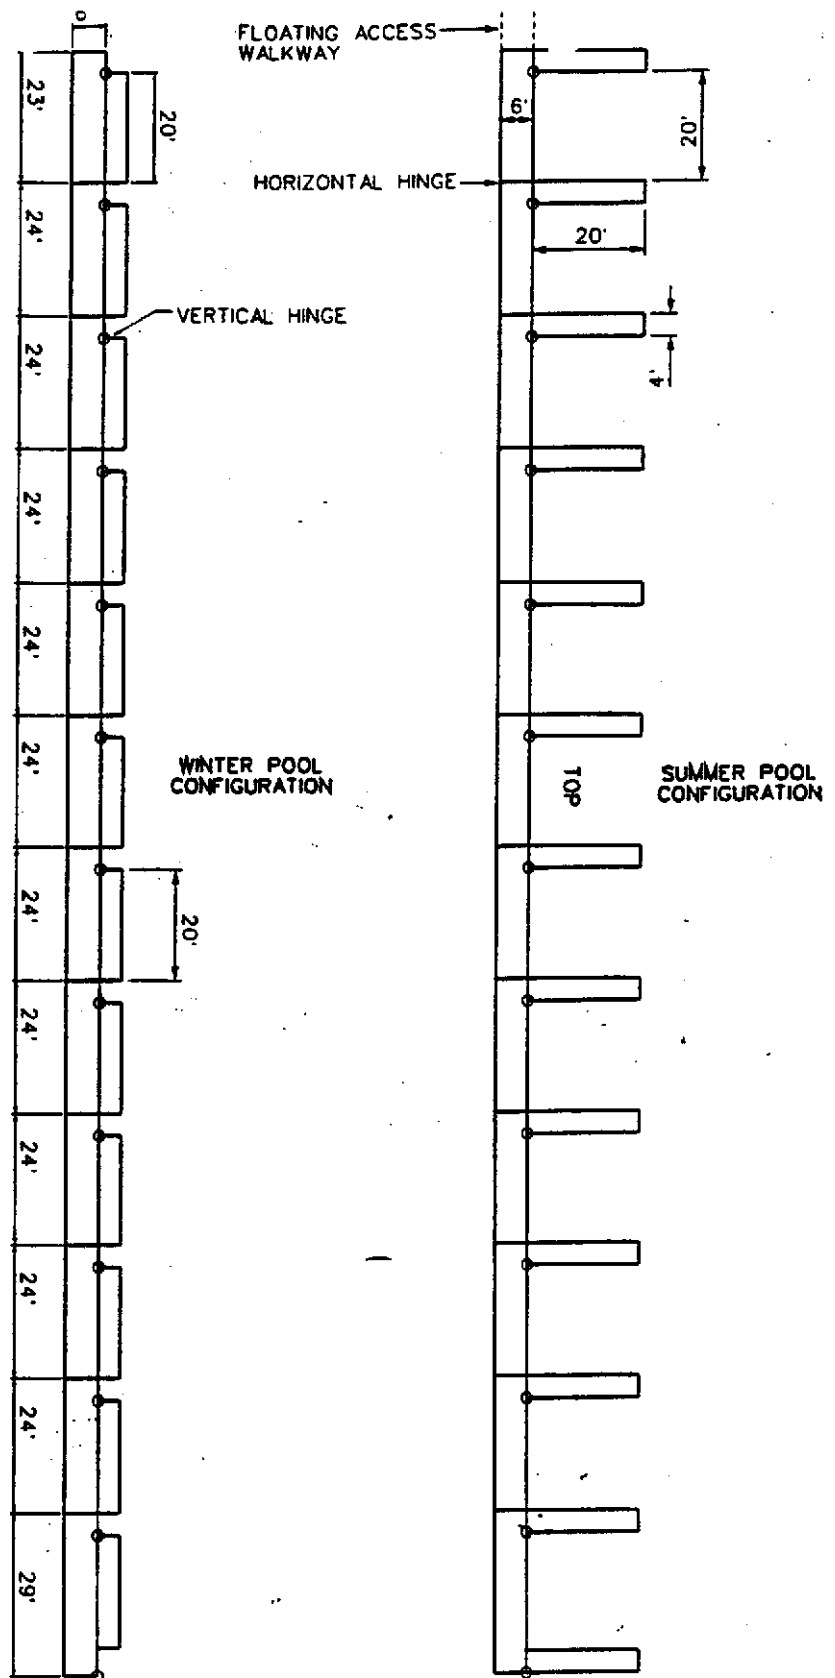 FLOATING ACCESS
WALKWAY
6'
20'
HORIZONTAL HINGE
20'
4'
TOP
SUMMER POOL
CONFIGURATION
23'
20'
24'
VERTICAL HINGE
24'
24'
24'
24'
WINTER POOL
CONFIGURATION
24'
20'
24'
24'
24'
24'
29'